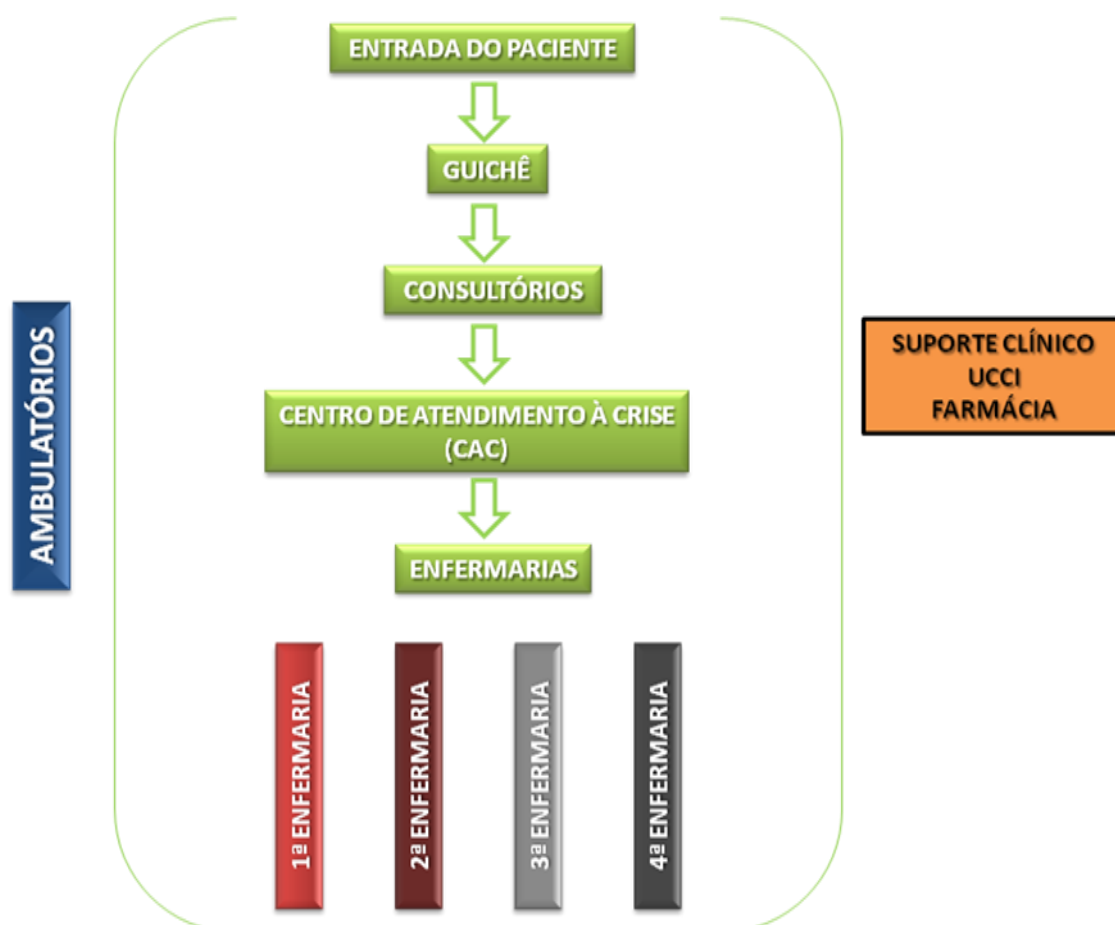 ENTRADA DO PACIENTE
GUICHÊ
CONSULTÓRIOS
CENTRO DE ATENDIMENTO À CRISE
(CAC)
ENFERMARIAS
1ª ENFERMARIA
2ª ENFERMARIA
3ª ENFERMARIA
4ª ENFERMARIA
AMBULATÓRIOS
SUPORTE CLÍNICO
UCCI
FARMÁCIA